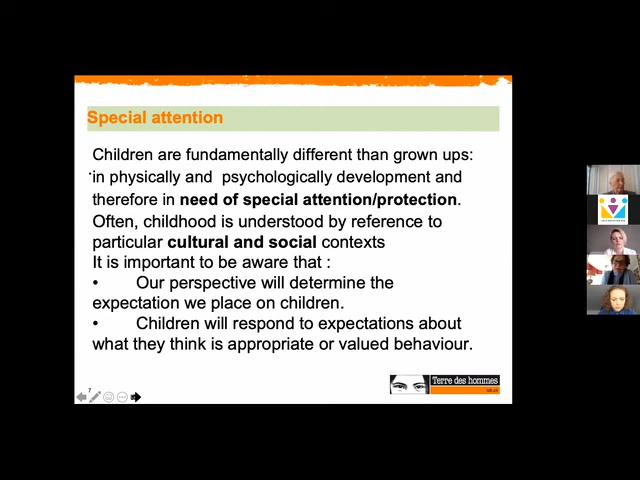 Special attention
Children are fundamentally different than grown ups:
in physically and psychologically development and
therefore in need of special attention/protection.
Often, childhood is understood by reference to
particular cultural and social contexts
It is important to be aware that :
• Our perspective will determine the
expectation we place on children.
• Children will respond to expectations about
what they think is appropriate or valued behaviour.
7
Terre des hommes